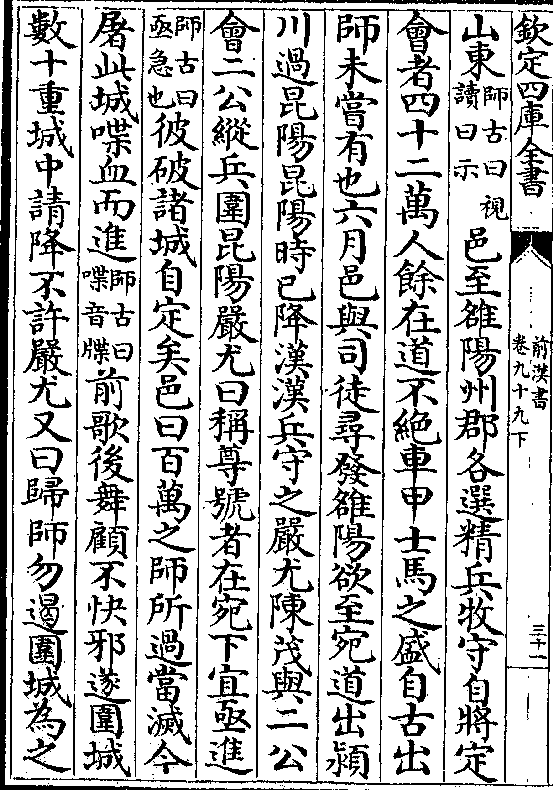 欽定四庫全書
前漢書
卷九十九下
三十一
山東師古曰視讀曰示邑至雒陽州郡各選精兵牧守自將定
會者四十二萬人餘在道不絕車甲士馬之盛自古出
師未嘗有也六月邑與司徒尋發雒陽欲至宛道出潁
川過昆陽昆陽時已降漢漢兵守之嚴尤陳茂與二公
會二公縱兵圍昆陽嚴尤曰稱尊號者在宛下宜亟進
師古曰亟急也彼破諸城自定矣邑曰百萬之師所過當滅今
屠此城喋血而進師古曰喋音牒前歌後舞顧不快邪遂圍城
數十重城中請降不許嚴尤又曰歸師勿遏圍城為之